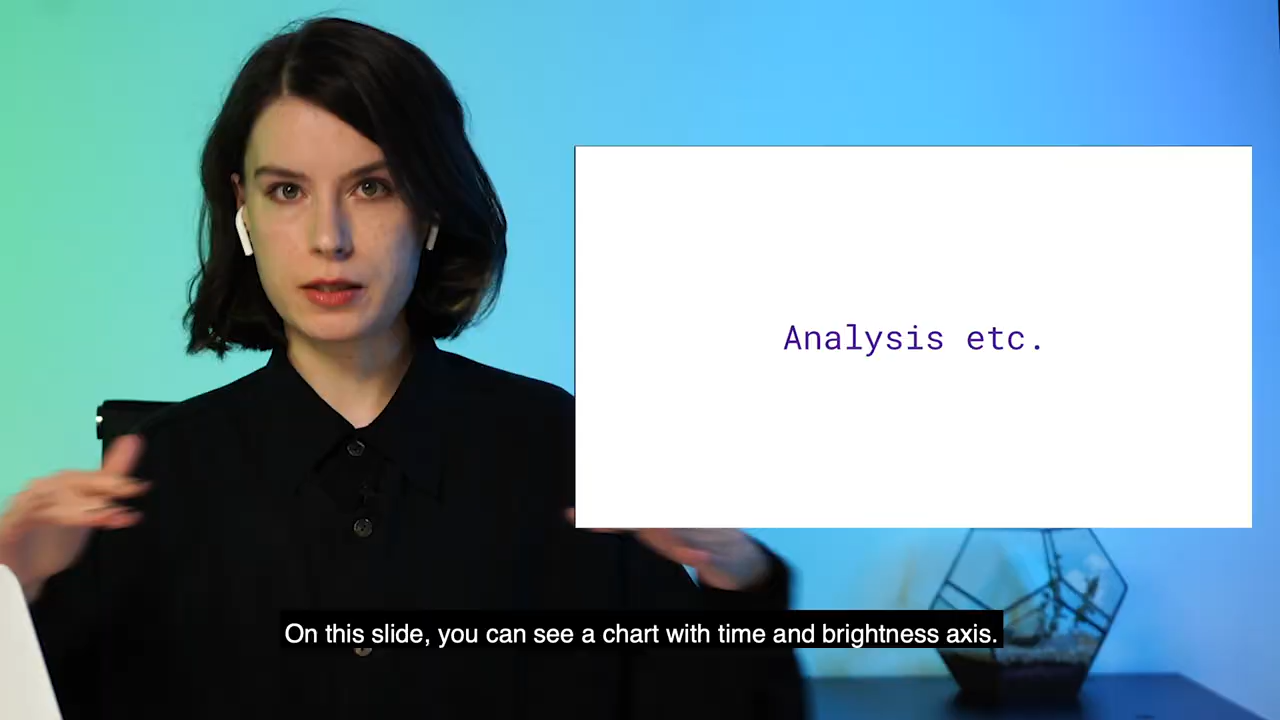 Analysis etc.
On this slide, you can see a chart with time and brightness axis.